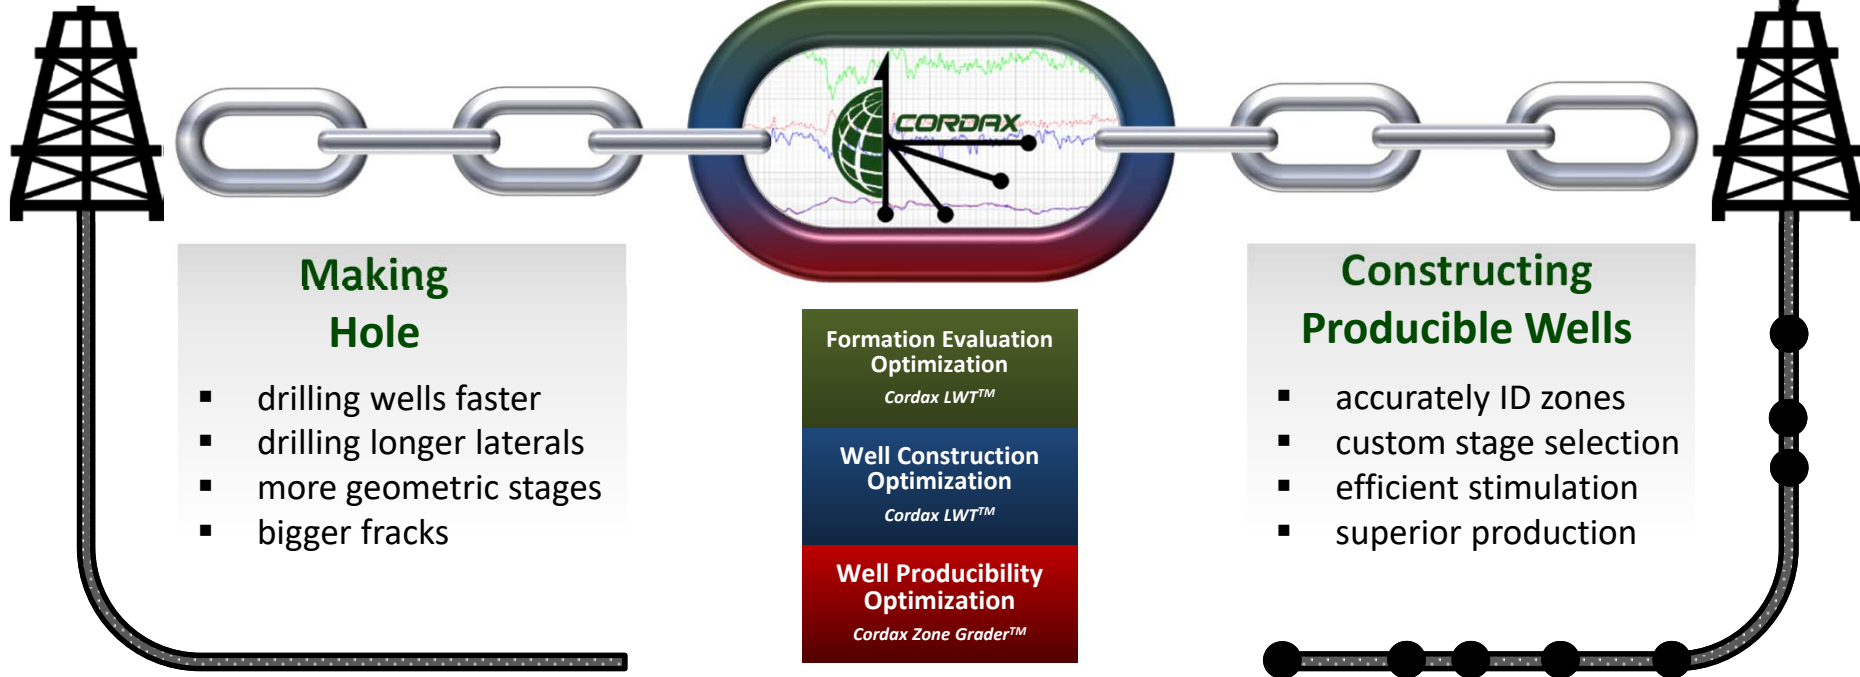 CORDAX
Making
Hole
▪ drilling wells faster
▪ drilling longer laterals
▪ more geometric stages
▪ bigger fracks
Formation Evaluation
Optimization
Cordax LWT™
Well Construction
Optimization
Cordax LWT™
Well Producibility
Optimization
Cordax Zone Grader™
Constructing
Producible Wells
▪ accurately ID zones
▪ custom stage selection
▪ efficient stimulation
▪ superior production